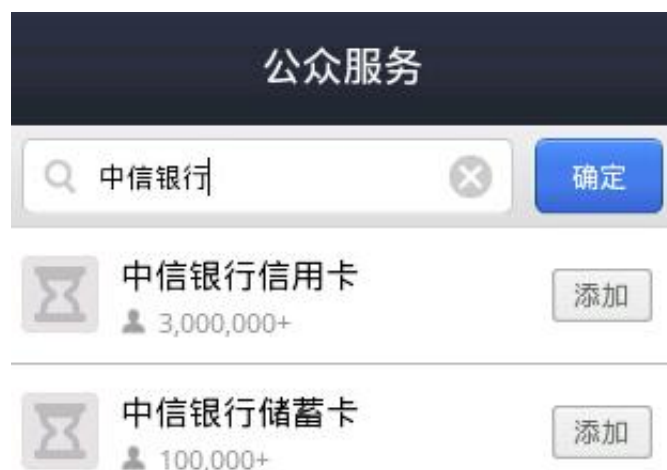 公众服务
中信银行
确定
中信银行信用卡
添加
3,000,000+
中信银行储蓄卡
添加
100,000+